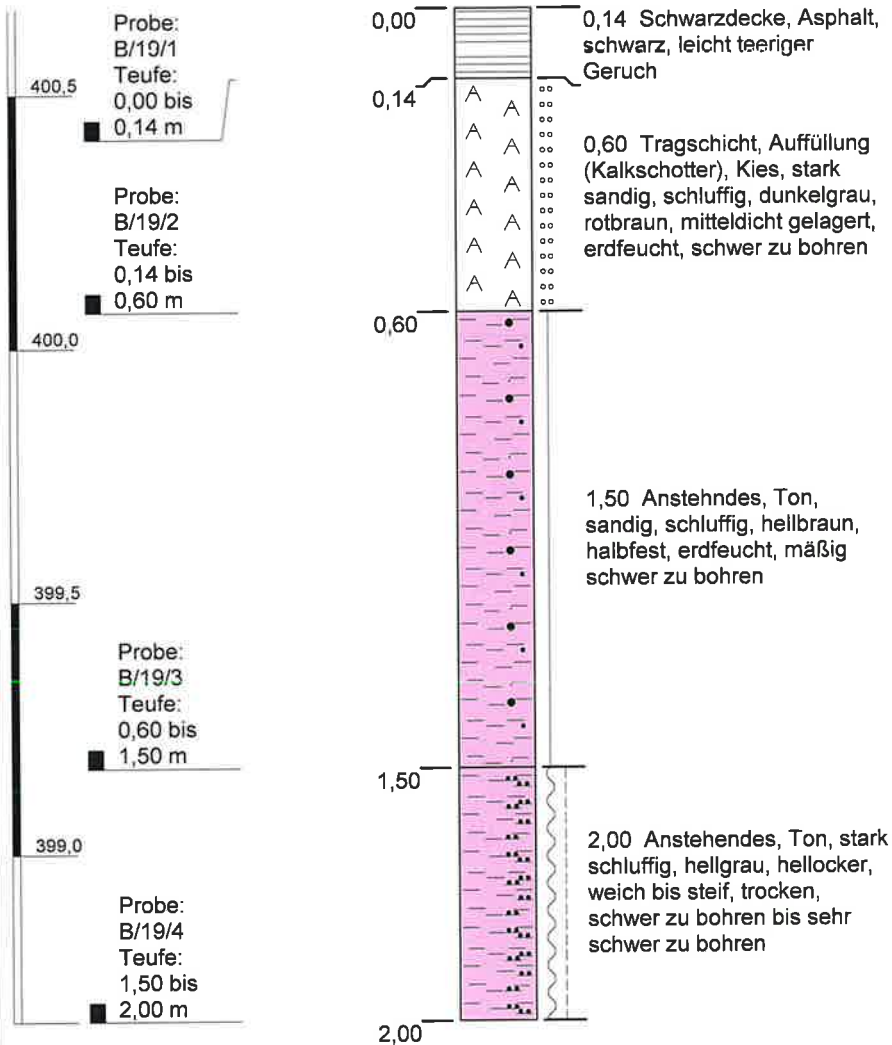 400,5
400,0
399,5
399,0
Probe:
B/19/1
Teufe:
0,00 bis
0,14 m
Probe:
B/19/2
Teufe:
0,14 bis
0,60 m
Probe:
B/19/3
Teufe:
0,60 bis
1,50 m
Probe:
B/19/4
Teufe:
1,50 bis
2,00 m
0,00
0,14
0,60
1,50
2,00
0,14 Schwarzdecke, Asphalt,
schwarz, leicht teeriger
Geruch
0,60 Tragschicht, Auffüllung
(Kalkschotter), Kies, stark
sandig, schluffig, dunkelgrau,
rotbraun, mitteldicht gelagert,
erdfeucht, schwer zu bohren
1,50 Anstehndes, Ton,
sandig, schluffig, hellbraun,
halbfest, erdfeucht, mäßig
schwer zu bohren
2,00 Anstehendes, Ton, stark
schluffig, hellgrau, hellocker,
weich bis steif, trocken,
schwer zu bohren bis sehr
schwer zu bohren